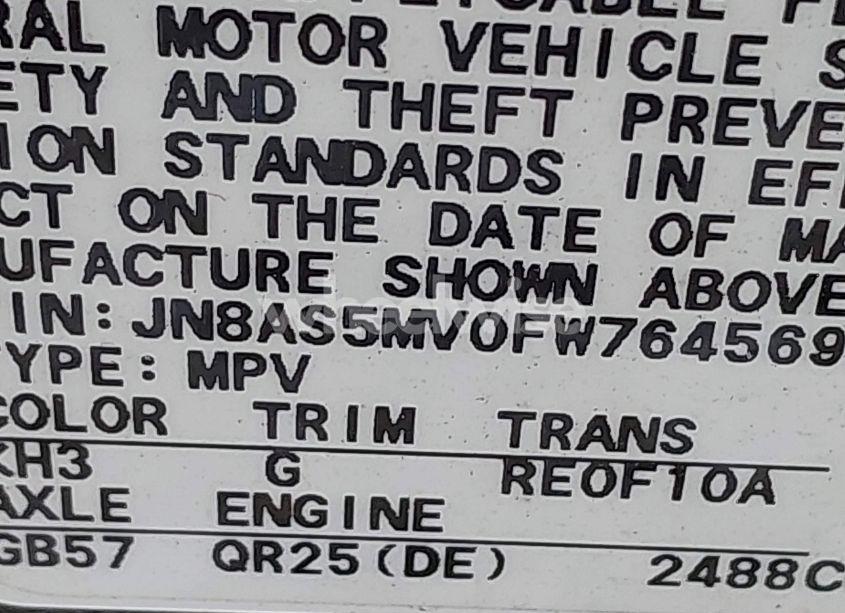 RAL MOTOR VEHICLE S
ETY AND THEFT PREVE
ION STANDARDS IN EF
CT ON THE DATE OF MA
UFACTURE SHOWN ABOVE
IN: JN8AS5MV0FW764569
YPE: MPV
COLOR TRIM TRANS
KH3 G RE0F10A
AXLE ENGINE
GB57 QR25(DE) 2488C